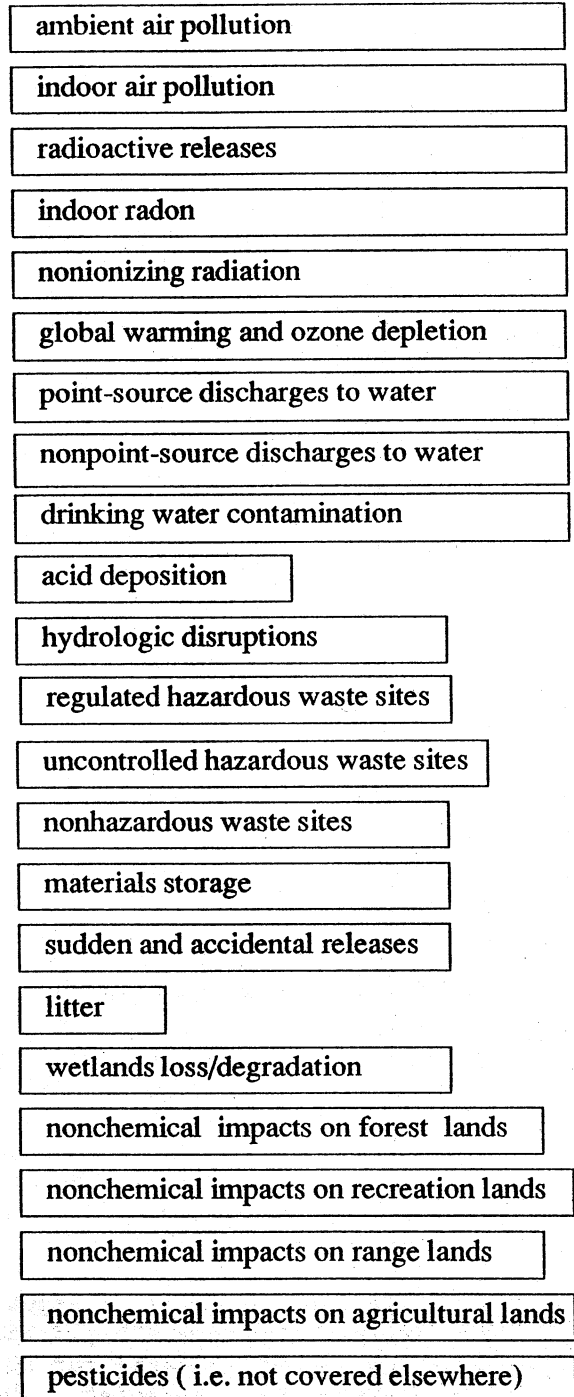 ambient air pollution
indoor air pollution
radioactive releases
indoor radon
nonionizing radiation
global warming and ozone depletion
point-source discharges to water
nonpoint-source discharges to water
drinking water contamination
acid deposition
hydrologic disruptions
regulated hazardous waste sites
uncontrolled hazardous waste sites
nonhazardous waste sites
materials storage
sudden and accidental releases
litter
wetlands loss/degradation
nonchemical impacts on forest lands
nonchemical impacts on recreation lands
nonchemical impacts on range lands
nonchemical impacts on agricultural lands
pesticides ( i.e. not covered elsewhere)